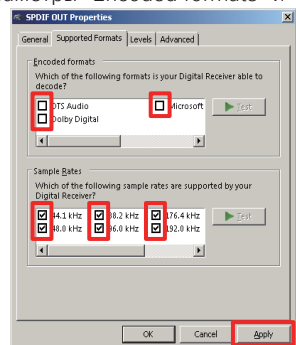 SPDIF OUT Properties
General Supported Formats Levels Advanced
Encoded formats
Which of the following formats is your Digital Receiver able to
decode?
DTS Audio Microsoft
Dolby Digital
Test
Sample Rates
Which of the following sample rates are supported by your
Digital Receiver?
44.1 kHz 88.2 kHz 176.4 kHz
48.0 kHz 96.0 kHz 192.0 kHz
Test
OK Cancel Apply